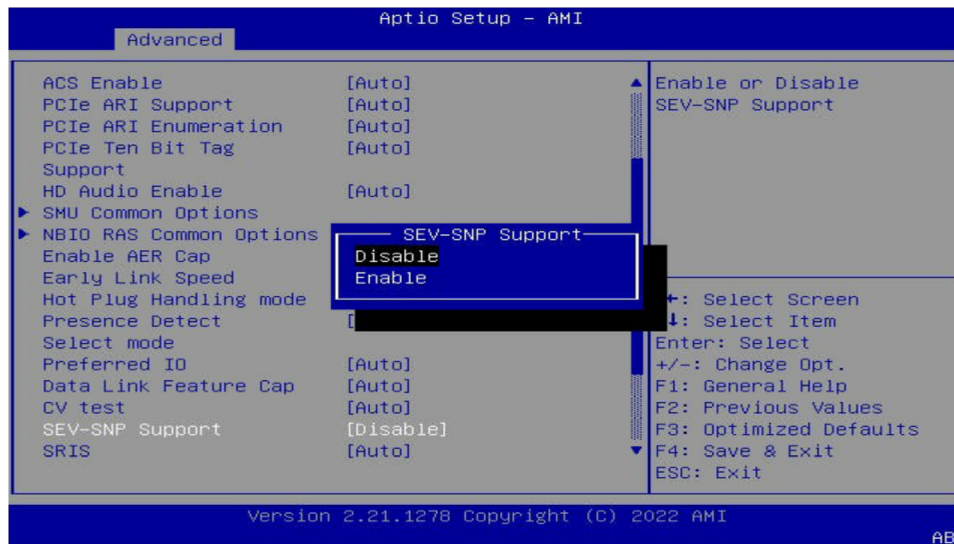 Aptio Setup – AMI
Advanced
ACS Enable [Auto]
PCIe ARI Support [Auto]
PCIe ARI Enumeration [Auto]
PCIe Ten Bit Tag [Auto]
Support
HD Audio Enable [Auto]
SMU Common Options
NBIO RAS Common Options
Enable AER Cap
Early Link Speed
Hot Plug Handling mode
Presence Detect [
Select mode
Preferred IO [Auto]
Data Link Feature Cap [Auto]
CV test [Auto]
SEV-SNP Support [Disable]
SRIS [Auto]
SEV-SNP Support
Disable
Enable
Enable or Disable
SEV-SNP Support
: Select Screen
: Select Item
Enter: Select
+/-: Change Opt.
F1: General Help
F2: Previous Values
F3: Optimized Defaults
F4: Save & Exit
ESC: Exit
Version 2.21.1278 Copyright (C) 2022 AMI
AB